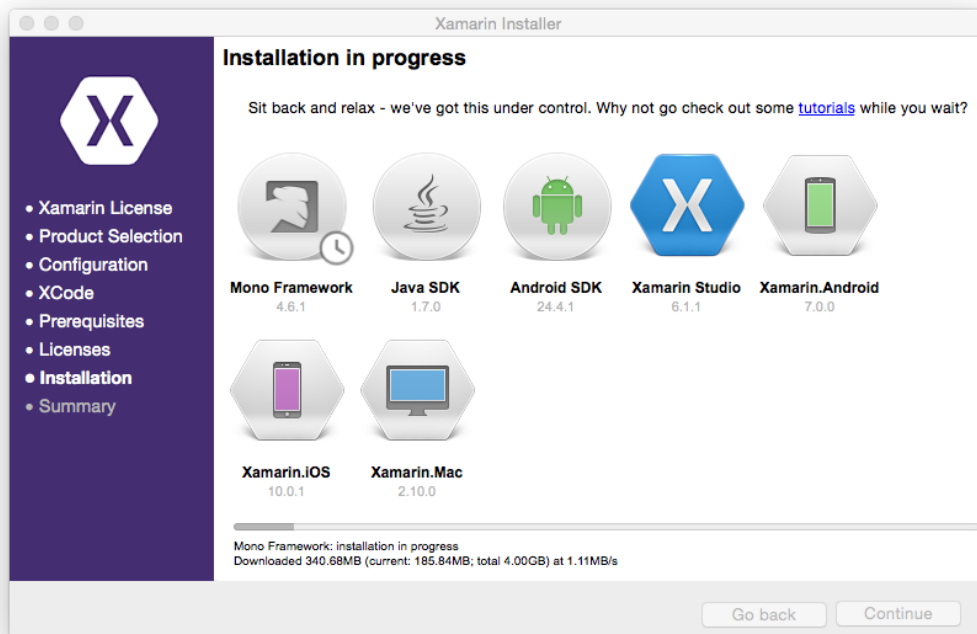 Xamarin Installer
Installation in progress
Sit back and relax - we've got this under control. Why not go check out some tutorials while you wait?
• Xamarin License
• Product Selection
• Configuration
• XCode
• Prerequisites
• Licenses
• Installation
• Summary
Mono Framework Java SDK Android SDK Xamarin Studio Xamarin.Android
4.6.1 1.7.0 24.4.1 6.1.1 7.0.0
Xamarin.iOS Xamarin.Mac
10.0.1 2.10.0
Mono Framework: installation in progress
Downloaded 340.68MB (current: 185.84MB; total 4.00GB) at 1.11MB/s
Go back Continue